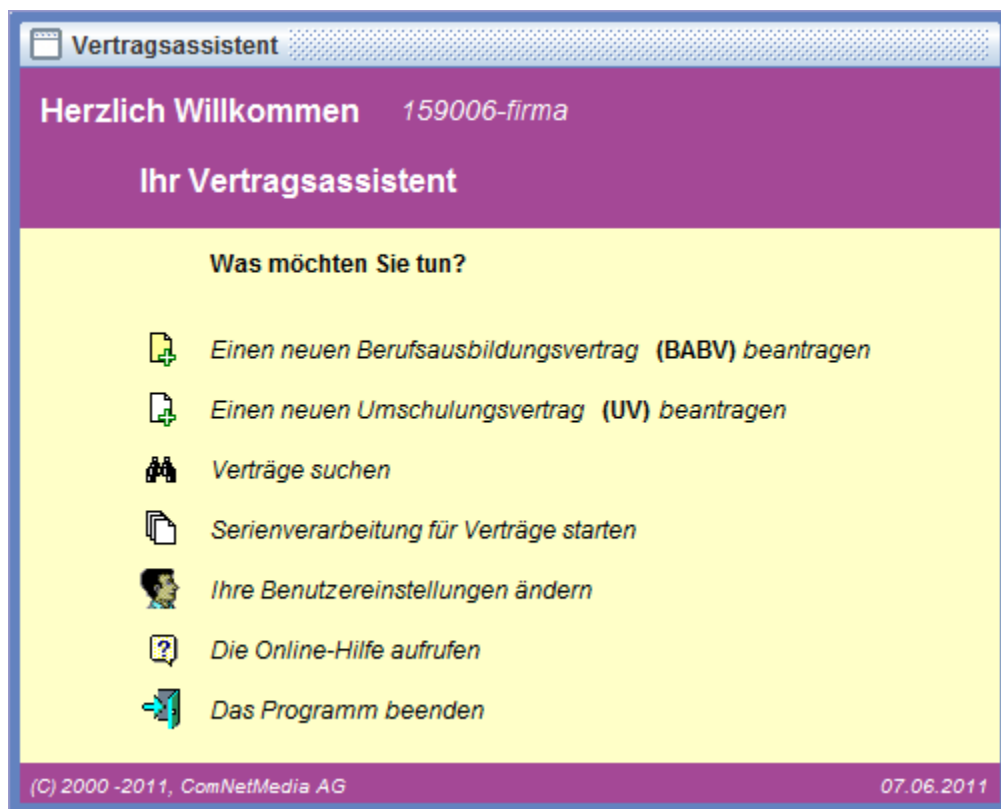 Vertragsassistent
Herzlich Willkommen 159006-firma
Ihr Vertragsassistent
Was möchten Sie tun?
Einen neuen Berufsausbildungsvertrag (BABV) beantragen
Einen neuen Umschulungsvertrag (UV) beantragen
Verträge suchen
Serienverarbeitung für Verträge starten
Ihre Benutzereinstellungen ändern
Die Online-Hilfe aufrufen
Das Programm beenden
(C) 2000 -2011, ComNetMedia AG 07.06.2011